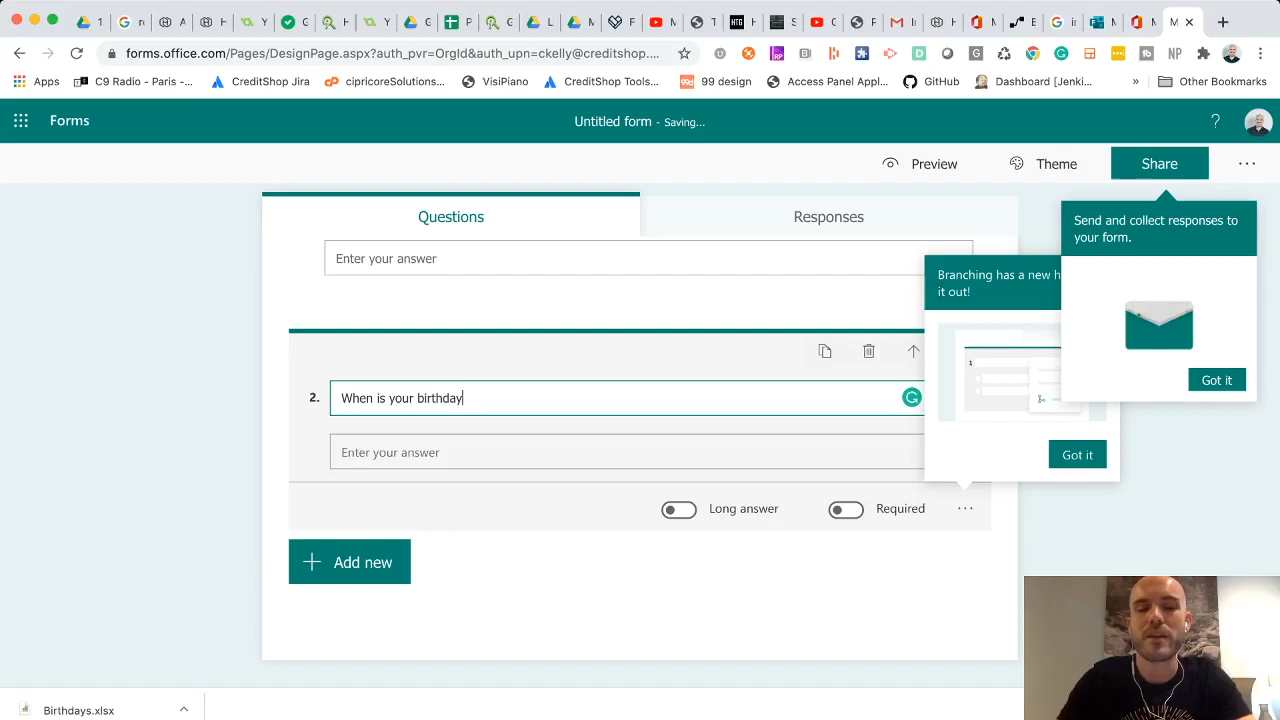 forms.office.com/Pages/DesignPage.aspx?auth_pvr=OrgId&auth_upn=ckelly@creditshop....
Apps
C9 Radio - Paris -...
CreditShop Jira
cipricoreSolutions...
VisiPiano
CreditShop Tools...
99 design
Access Panel Appl...
GitHub
Dashboard [Jenki...
»
Other Bookmarks
Forms
Untitled form - Saving...
?
Preview
Theme
Share
...
Questions
Responses
Send and collect responses to
your form.
Enter your answer
Branching has a new h
it out!
2.
When is your birthday
Got it
Enter your answer
Got it
Long answer
Required
...
+ Add new
Birthdays.xlsx